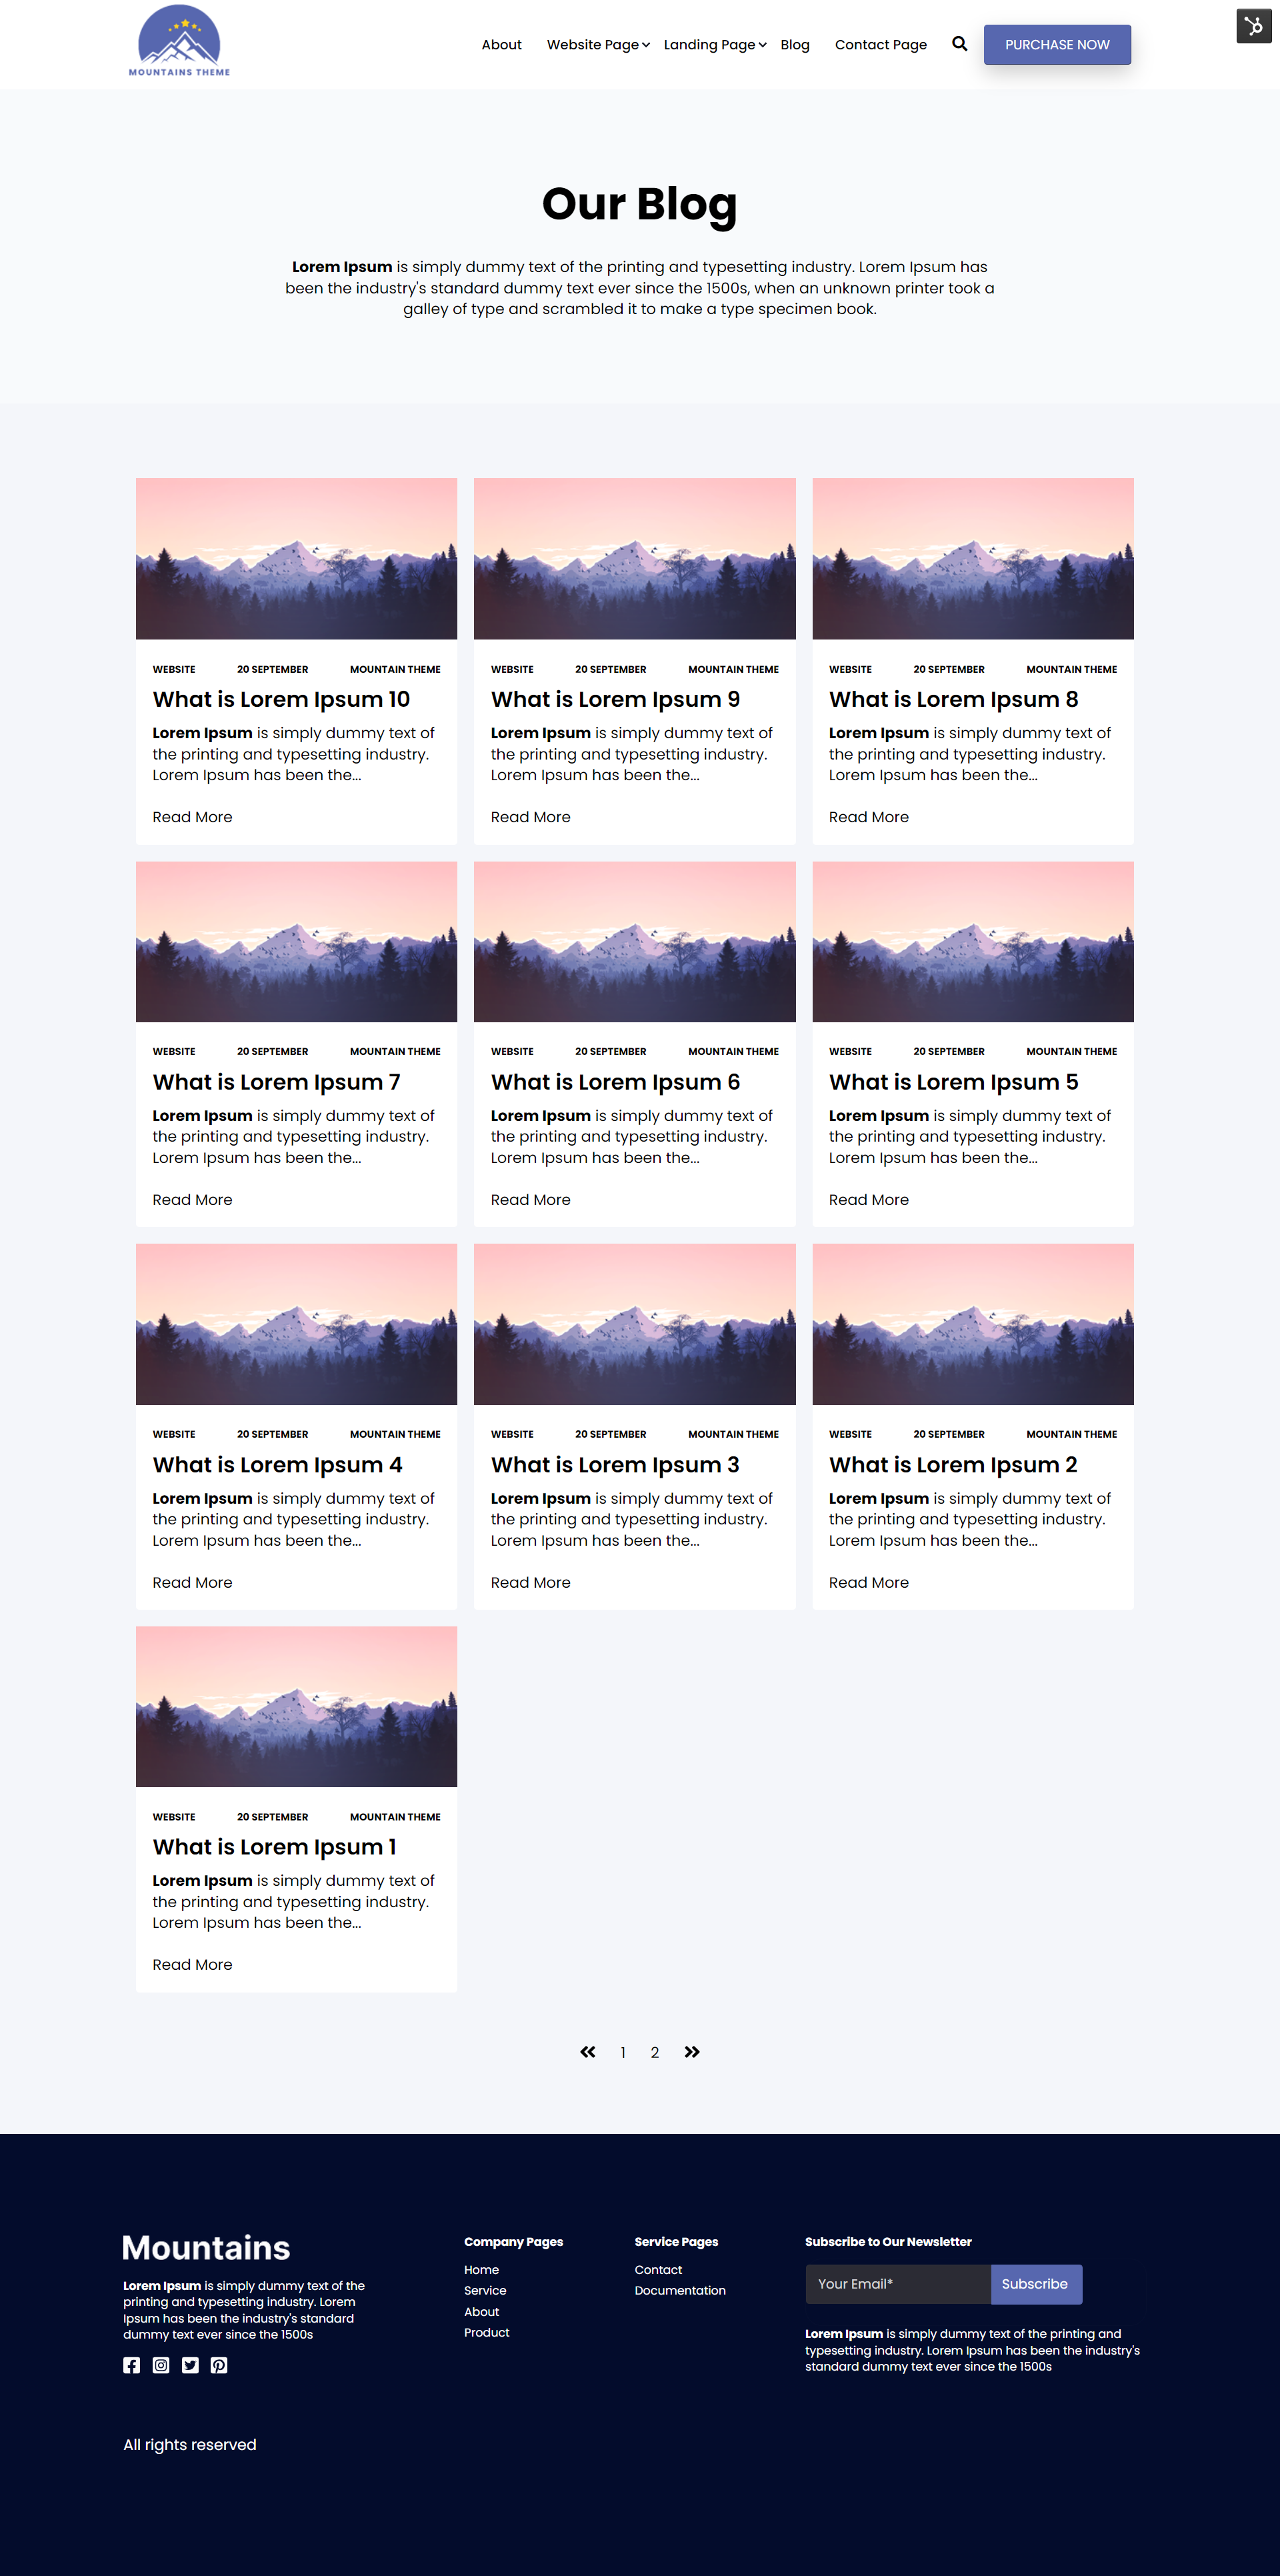 MOUNTAINS THEME
About Website Page Landing Page Blog Contact Page PURCHASE NOW
Our Blog
Lorem Ipsum is simply dummy text of the printing and typesetting industry. Lorem Ipsum has
been the industry's standard dummy text ever since the 1500s, when an unknown printer took a
galley of type and scrambled it to make a type specimen book.
WEBSITE 20 SEPTEMBER MOUNTAIN THEME
What is Lorem Ipsum 10
Lorem Ipsum is simply dummy text of
the printing and typesetting industry.
Lorem Ipsum has been the...
Read More
WEBSITE 20 SEPTEMBER MOUNTAIN THEME
What is Lorem Ipsum 9
Lorem Ipsum is simply dummy text of
the printing and typesetting industry.
Lorem Ipsum has been the...
Read More
WEBSITE 20 SEPTEMBER MOUNTAIN THEME
What is Lorem Ipsum 8
Lorem Ipsum is simply dummy text of
the printing and typesetting industry.
Lorem Ipsum has been the...
Read More
WEBSITE 20 SEPTEMBER MOUNTAIN THEME
What is Lorem Ipsum 7
Lorem Ipsum is simply dummy text of
the printing and typesetting industry.
Lorem Ipsum has been the...
Read More
WEBSITE 20 SEPTEMBER MOUNTAIN THEME
What is Lorem Ipsum 6
Lorem Ipsum is simply dummy text of
the printing and typesetting industry.
Lorem Ipsum has been the...
Read More
WEBSITE 20 SEPTEMBER MOUNTAIN THEME
What is Lorem Ipsum 5
Lorem Ipsum is simply dummy text of
the printing and typesetting industry.
Lorem Ipsum has been the...
Read More
WEBSITE 20 SEPTEMBER MOUNTAIN THEME
What is Lorem Ipsum 4
Lorem Ipsum is simply dummy text of
the printing and typesetting industry.
Lorem Ipsum has been the...
Read More
WEBSITE 20 SEPTEMBER MOUNTAIN THEME
What is Lorem Ipsum 3
Lorem Ipsum is simply dummy text of
the printing and typesetting industry.
Lorem Ipsum has been the...
Read More
WEBSITE 20 SEPTEMBER MOUNTAIN THEME
What is Lorem Ipsum 2
Lorem Ipsum is simply dummy text of
the printing and typesetting industry.
Lorem Ipsum has been the...
Read More
WEBSITE 20 SEPTEMBER MOUNTAIN THEME
What is Lorem Ipsum 1
Lorem Ipsum is simply dummy text of
the printing and typesetting industry.
Lorem Ipsum has been the...
Read More
1 2
Mountains
Lorem Ipsum is simply dummy text of the
printing and typesetting industry. Lorem
Ipsum has been the industry's standard
dummy text ever since the 1500s
Company Pages
Home
Service
About
Product
Service Pages
Contact
Documentation
Subscribe to Our Newsletter
Your Email* Subscribe
Lorem Ipsum is simply dummy text of the printing and
typesetting industry. Lorem Ipsum has been the industry's
standard dummy text ever since the 1500s
All rights reserved